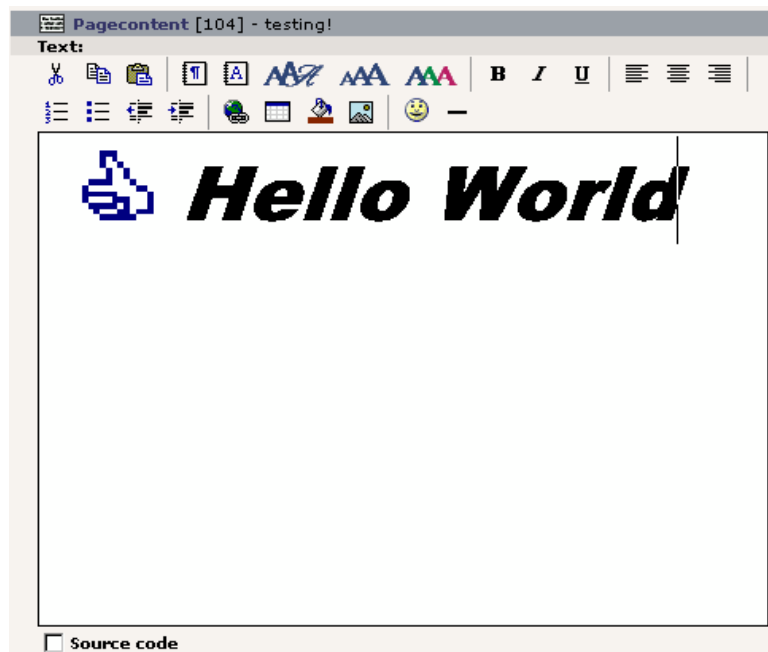 Pagecontent [104] - testing!
Text:
B I U
Hello World
Source code